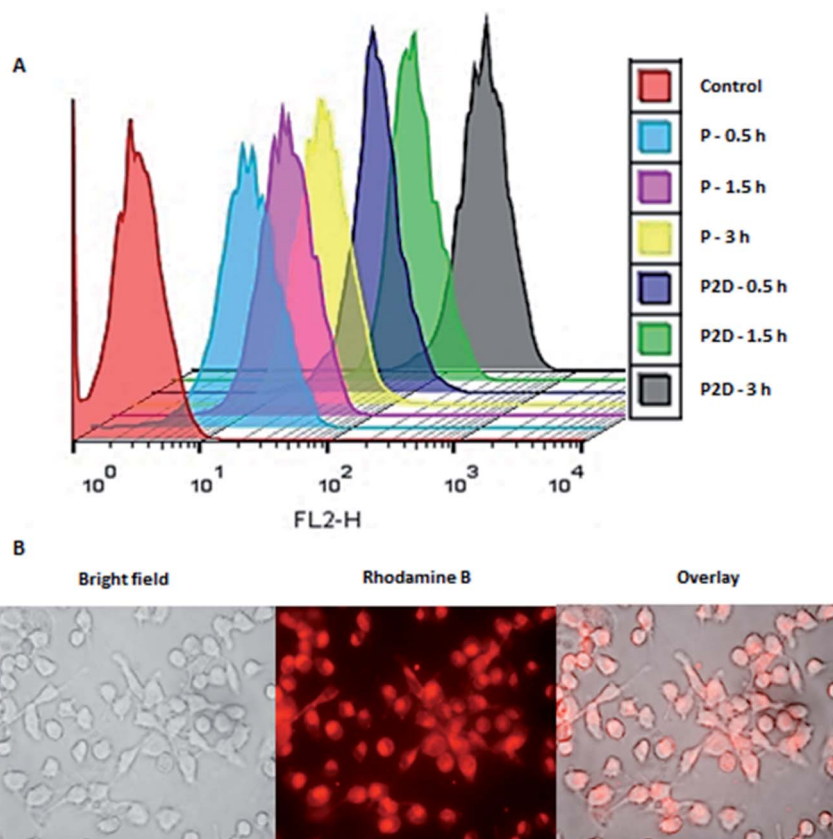 A
Control
P - 0.5 h
P - 1.5 h
P - 3 h
P2D - 0.5 h
P2D - 1.5 h
P2D - 3 h
10^0 10^1 10^2 10^3 10^4
FL2-H
B
Bright field Rhodamine B Overlay